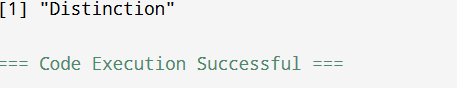 [1] "Distinction"
=== Code Execution Successful ===